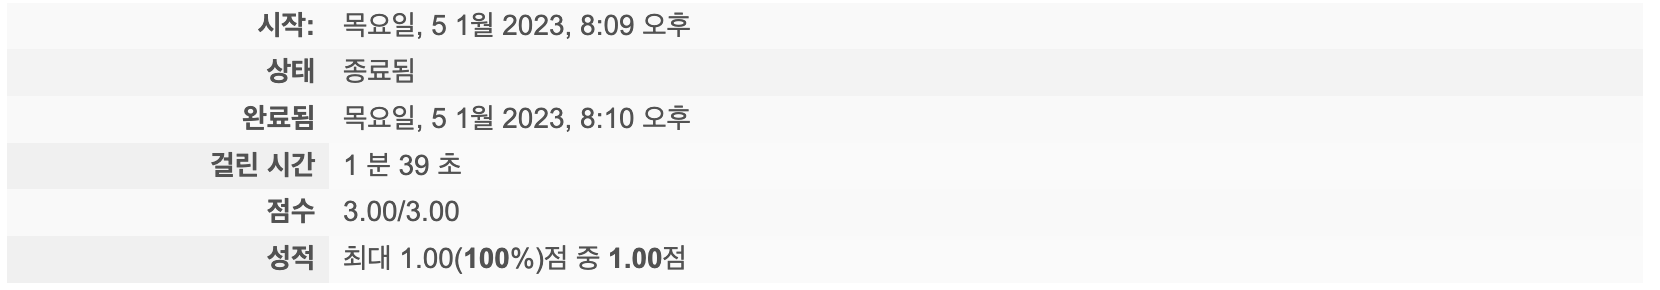 시작: 목요일, 5 1월 2023, 8:09 오후
상태 종료됨
완료됨 목요일, 5 1월 2023, 8:10 오후
걸린 시간 1 분 39 초
점수 3.00/3.00
성적 최대 1.00(100%)점 중 1.00점